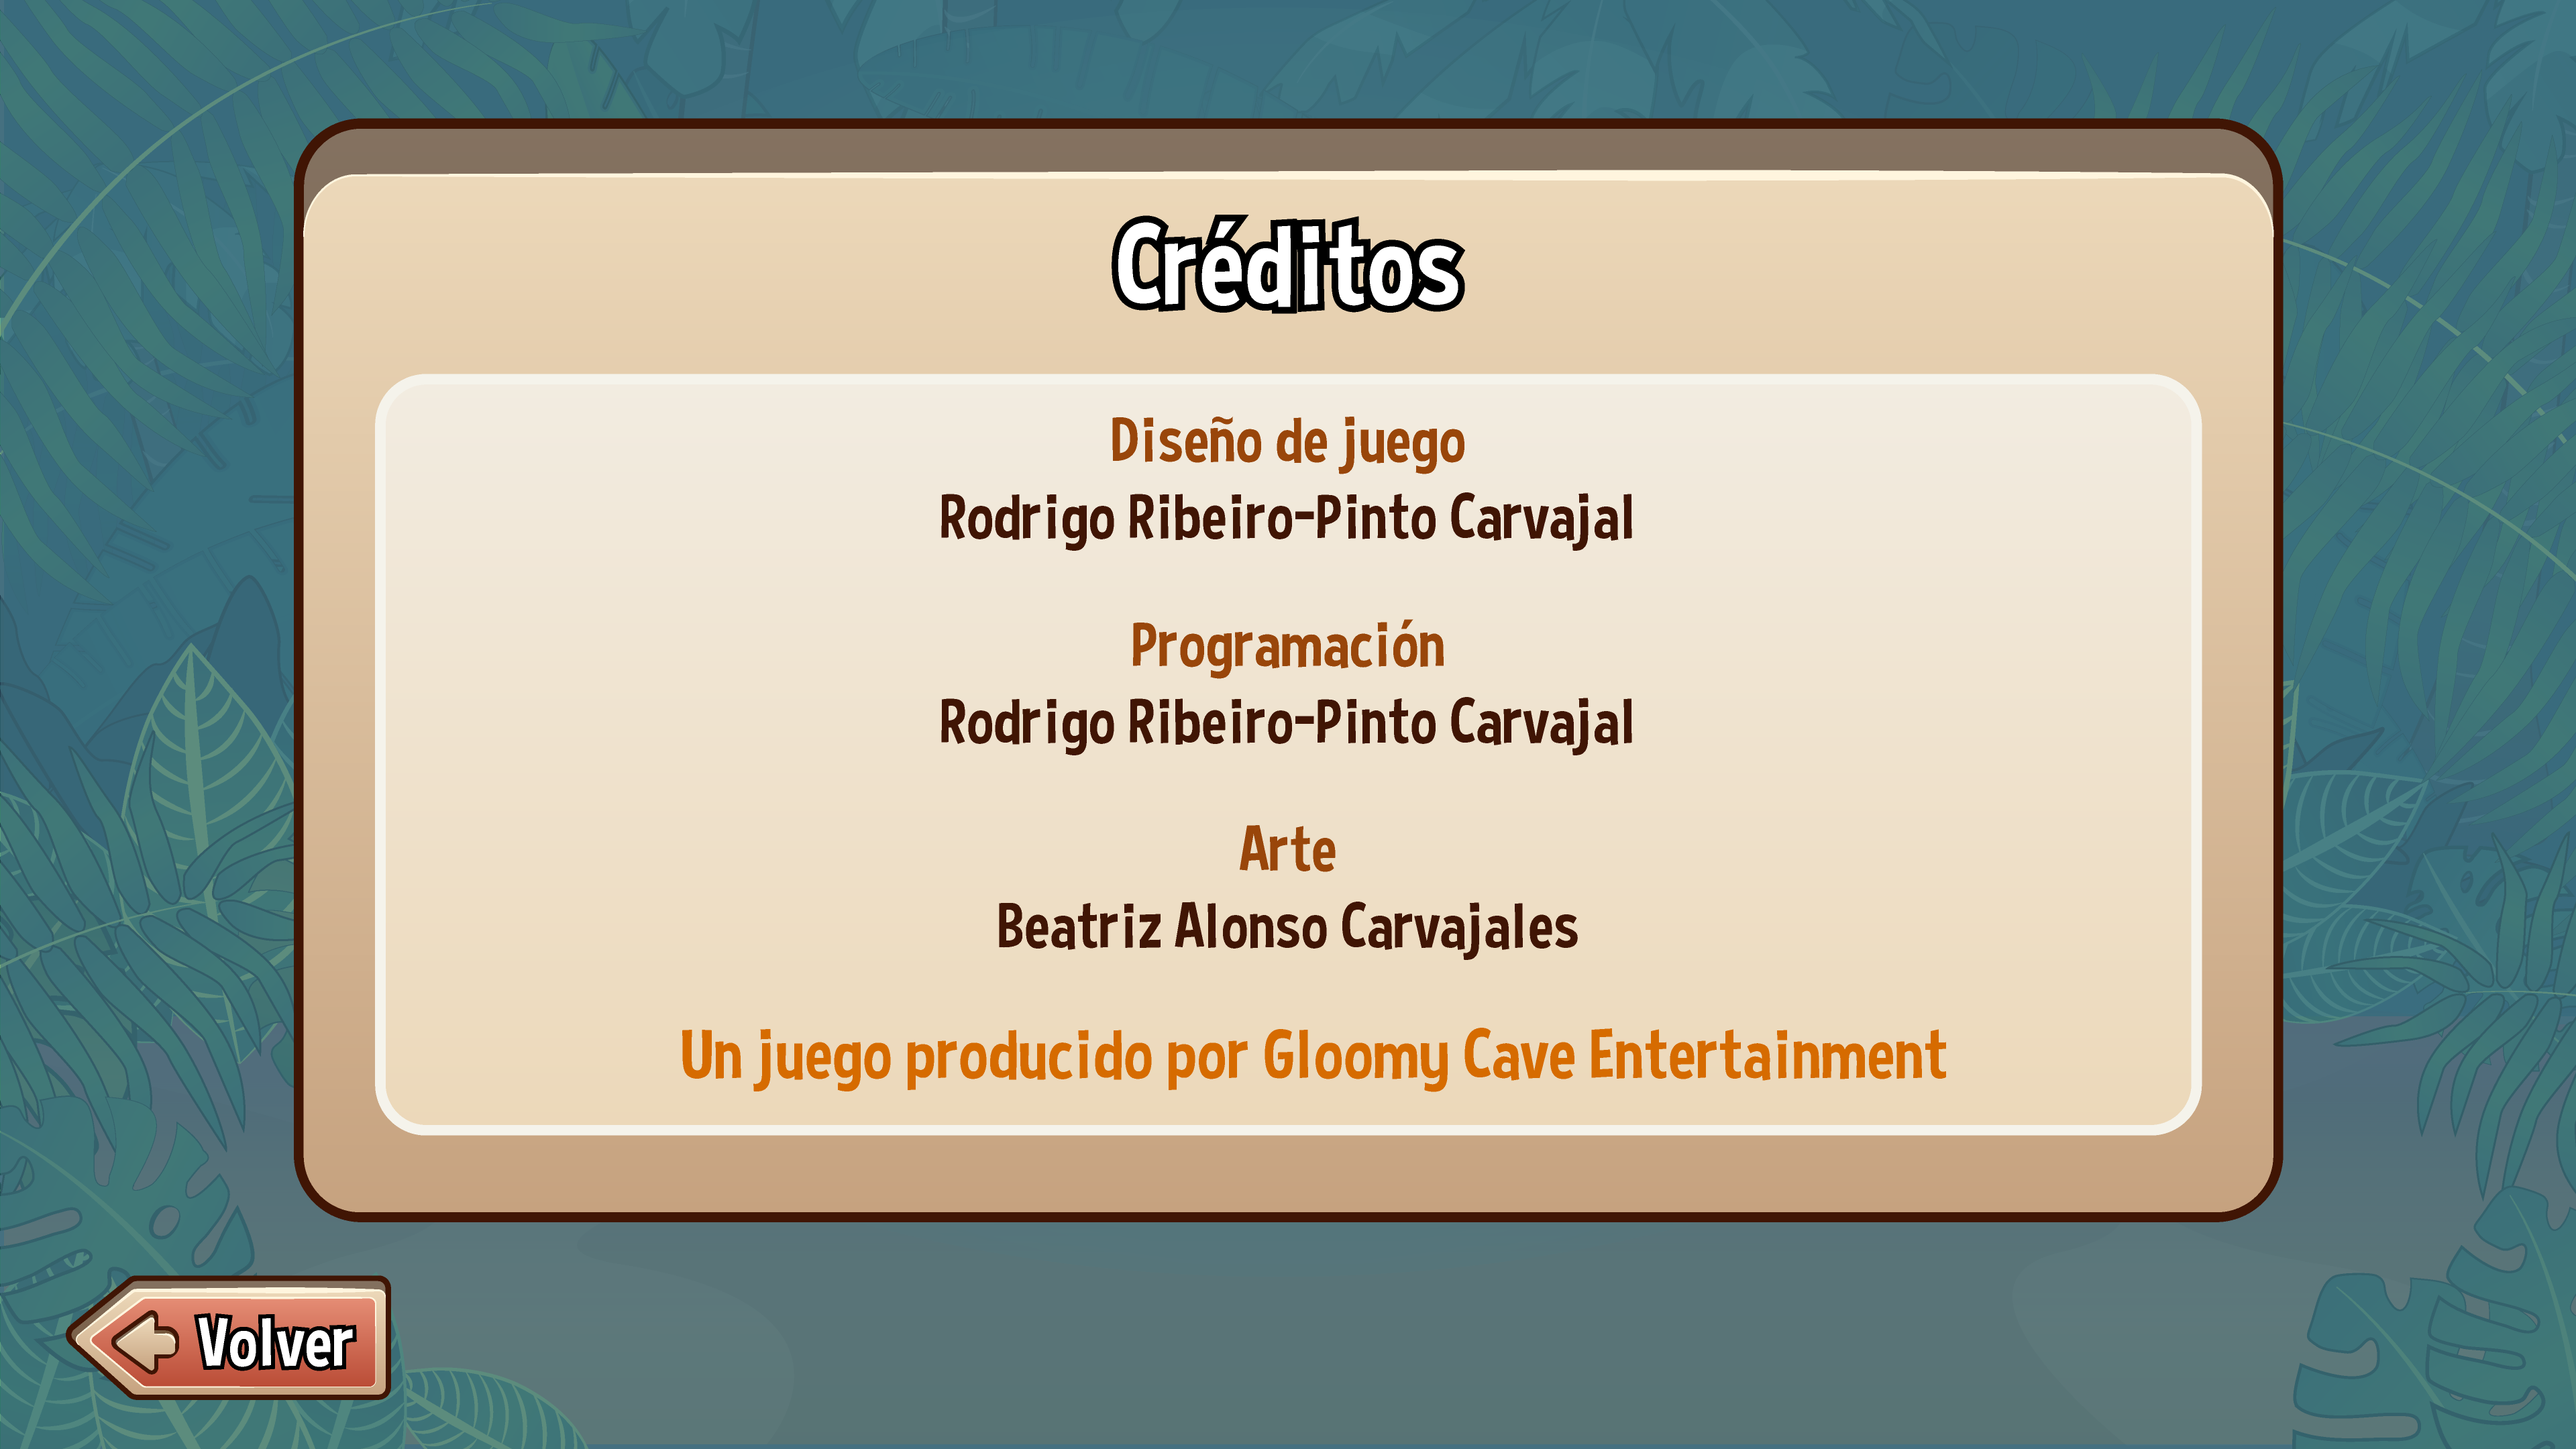 Créditos
Diseño de juego
Rodrigo Ribeiro-Pinto Carvajal
Programación
Rodrigo Ribeiro-Pinto Carvajal
Arte
Beatriz Alonso Carvajales
Un juego producido por Gloomy Cave Entertainment
Volver